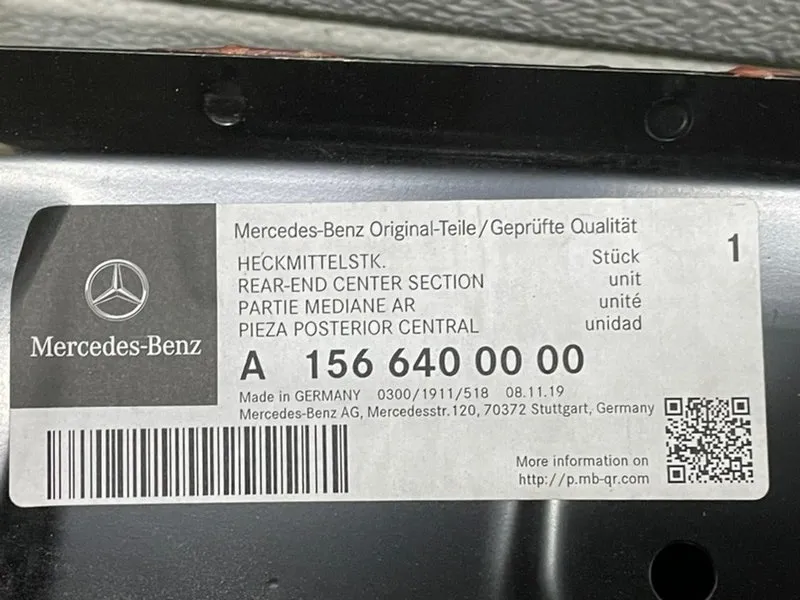 Mercedes-Benz
Mercedes-Benz Original-Teile/Geprüfte Qualität
HECKMITTELSTK. Stück 1
REAR-END CENTER SECTION unit
PARTIE MEDIANE AR unité
PIEZA POSTERIOR CENTRAL unidad
A 156 640 00 00
Made in GERMANY 0300/1911/518 08.11.19
Mercedes-Benz AG, Mercedesstr.120, 70372 Stuttgart, Germany
More information on
http://p.mb-qr.com